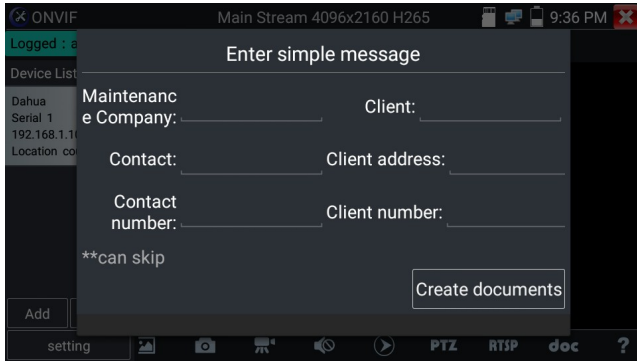 ONVIF
Main Stream 4096x2160 H265
9:36 PM
Logged : a
Enter simple message
Device List
Dahua
Serial 1
192.168.1.10
Location co
Maintenanc
e Company:
Client:
Contact:
Client address:
Contact
number:
Client number:
**can skip
Create documents
Add
setting
PTZ
RTSP
doc
?